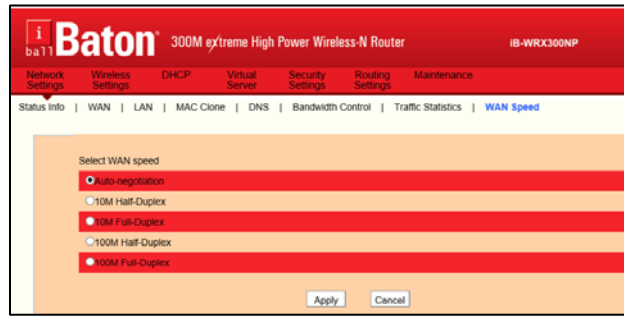 i
ball Baton® 300M extreme High Power Wireless-N Router iB-WRX300NP
Network Settings Wireless Settings DHCP Virtual Server Security Settings Routing Settings Maintenance
Status Info | WAN | LAN | MAC Clone | DNS | Bandwidth Control | Traffic Statistics | WAN Speed
Select WAN speed
Auto-negotiation
10M Half-Duplex
10M Full-Duplex
100M Half-Duplex
100M Full-Duplex
Apply Cancel